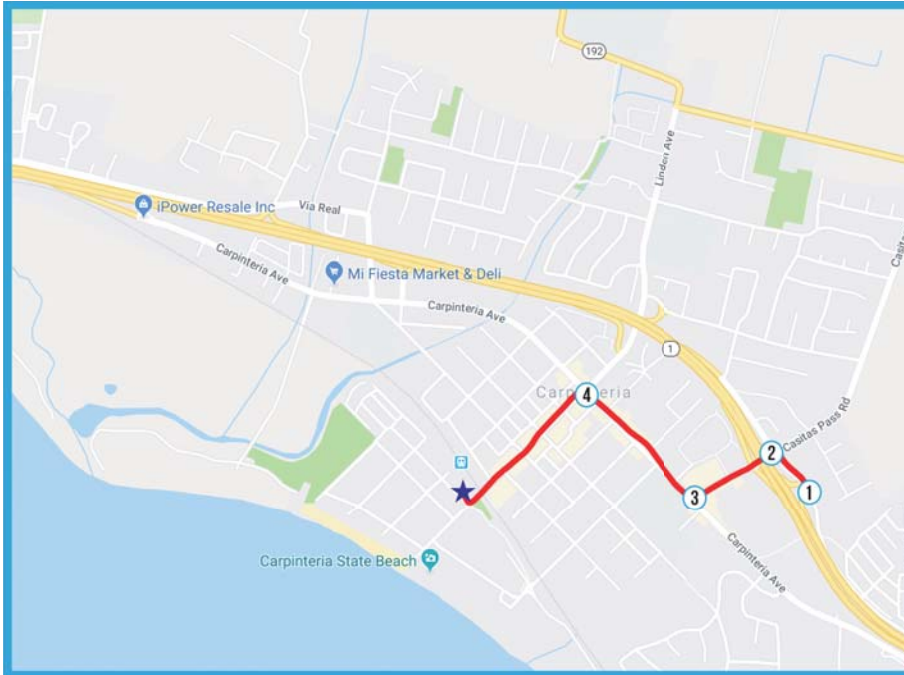 192
Linden Ave
iPower Resale Inc
Via Real
Carpinteria Ave
Mi Fiesta Market & Deli
Carpinteria Ave
1
4
Casitas Pass Rd
2
1
3
Carpinteria Ave
Carpinteria State Beach